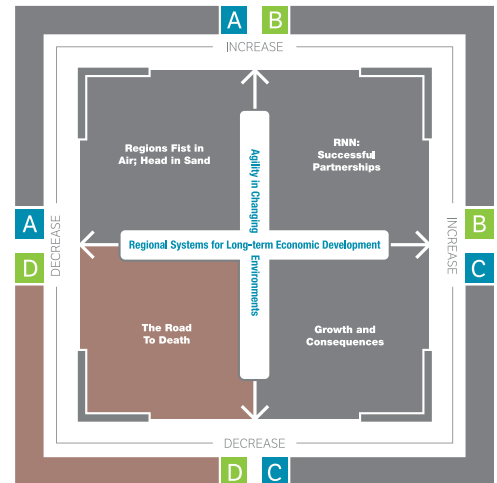 A B
INCREASE
Regions Fist in
Air; Head in Sand
RNN:
Successful
Partnerships
Agility in Changing Environments
A
D
DECREASE
Regional Systems for Long-term Economic Development
INCREASE
B
C
The Road
To Death
Growth and
Consequences
DECREASE
D C